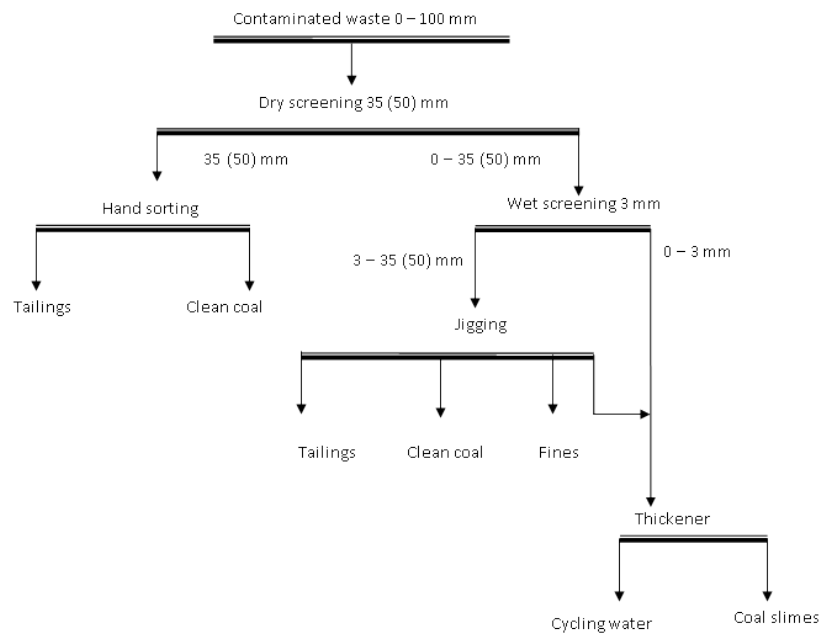 Contaminated waste 0 – 100 mm
Dry screening 35 (50) mm
35 (50) mm
0 – 35 (50) mm
Hand sorting
Wet screening 3 mm
Tailings
Clean coal
3 – 35 (50) mm
0 – 3 mm
Jigging
Tailings
Clean coal
Fines
Thickener
Cycling water
Coal slimes